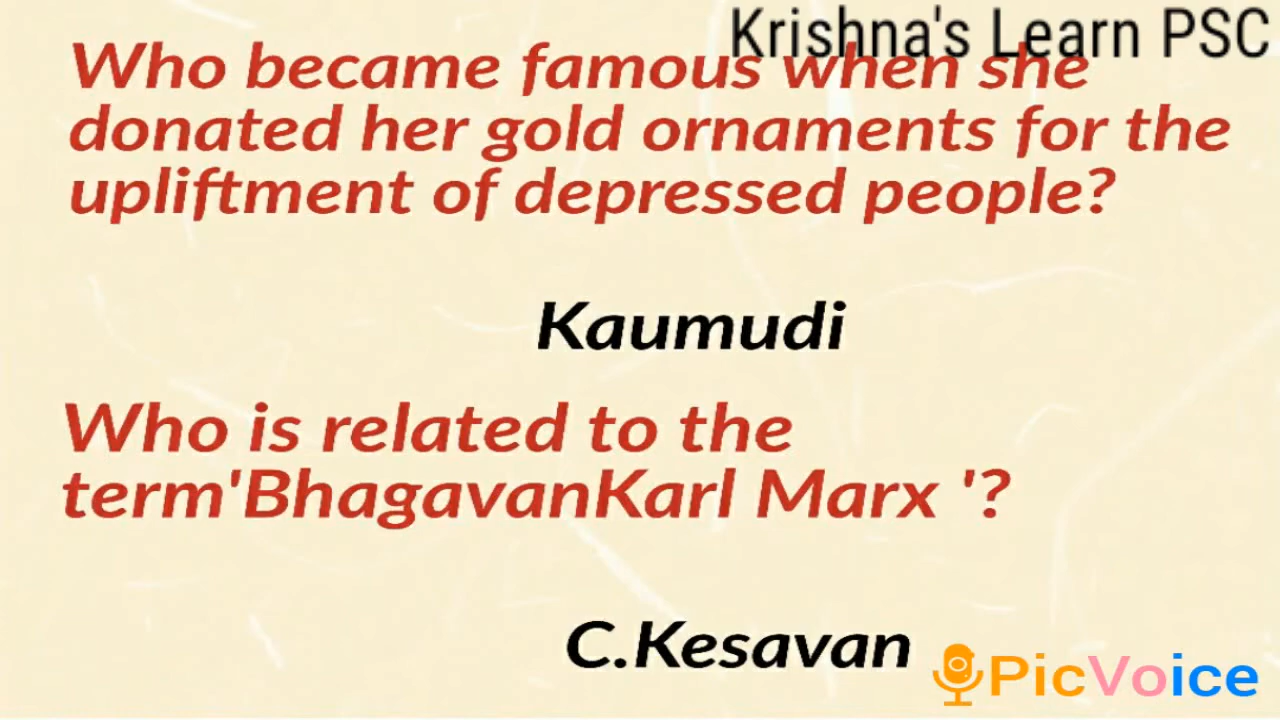 Krishna's Learn PSC
Who became famous when she
donated her gold ornaments for the
upliftment of depressed people?
Kaumudi
Who is related to the
term'BhagavanKarl Marx '?
C.Kesavan
PicVoice